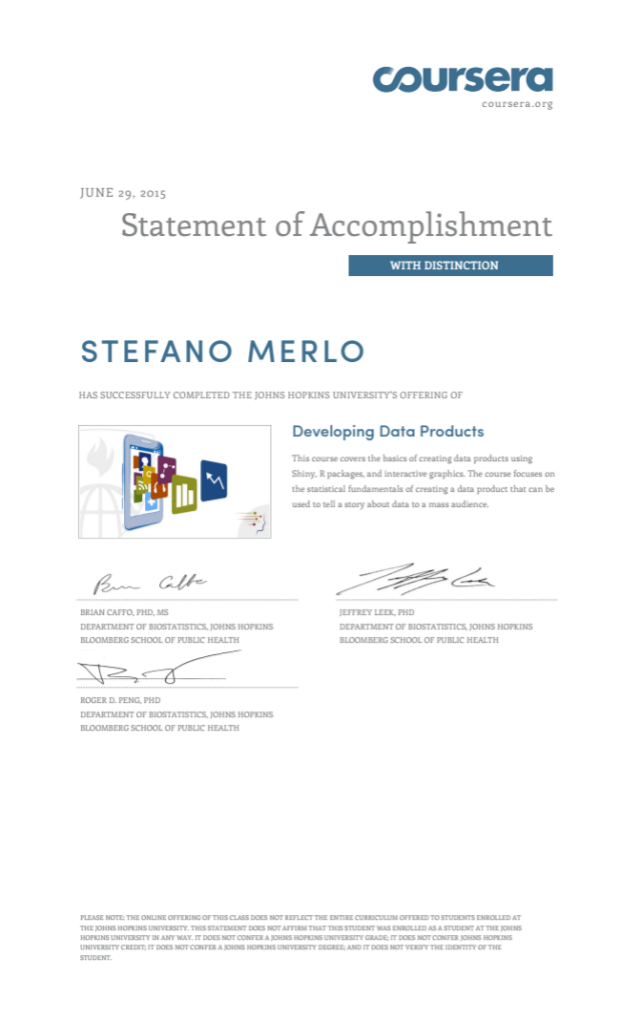 coursera
coursera.org
JUNE 29, 2015
Statement of Accomplishment
WITH DISTINCTION
STEFANO MERLO
HAS SUCCESSFULLY COMPLETED THE JOHNS HOPKINS UNIVERSITY'S OFFERING OF
Developing Data Products
This course covers the basics of creating data products using
Shiny, R packages, and interactive graphics. The course focuses on
the statistical fundamentals of creating a data product that can be
used to tell a story about data to a mass audience.
Brian Caffo
BRIAN CAFFO, PHD, MS
DEPARTMENT OF BIOSTATISTICS, JOHNS HOPKINS
BLOOMBERG SCHOOL OF PUBLIC HEALTH
JEFFREY LEEK, PHD
DEPARTMENT OF BIOSTATISTICS, JOHNS HOPKINS
BLOOMBERG SCHOOL OF PUBLIC HEALTH
ROGER D. PENG, PHD
DEPARTMENT OF BIOSTATISTICS, JOHNS HOPKINS
BLOOMBERG SCHOOL OF PUBLIC HEALTH
PLEASE NOTE: THE ONLINE OFFERING OF THIS CLASS DOES NOT REFLECT THE ENTIRE CURRICULUM OFFERED TO STUDENTS ENROLLED AT
THE JOHNS HOPKINS UNIVERSITY. THIS STATEMENT DOES NOT AFFIRM THAT THIS STUDENT WAS ENROLLED AS A STUDENT AT THE JOHNS
HOPKINS UNIVERSITY IN ANY WAY. IT DOES NOT CONFER A JOHNS HOPKINS UNIVERSITY GRADE; IT DOES NOT CONFER JOHNS HOPKINS
UNIVERSITY CREDIT; IT DOES NOT CONFER A JOHNS HOPKINS UNIVERSITY DEGREE; AND IT DOES NOT VERIFY THE IDENTITY OF THE
STUDENT.